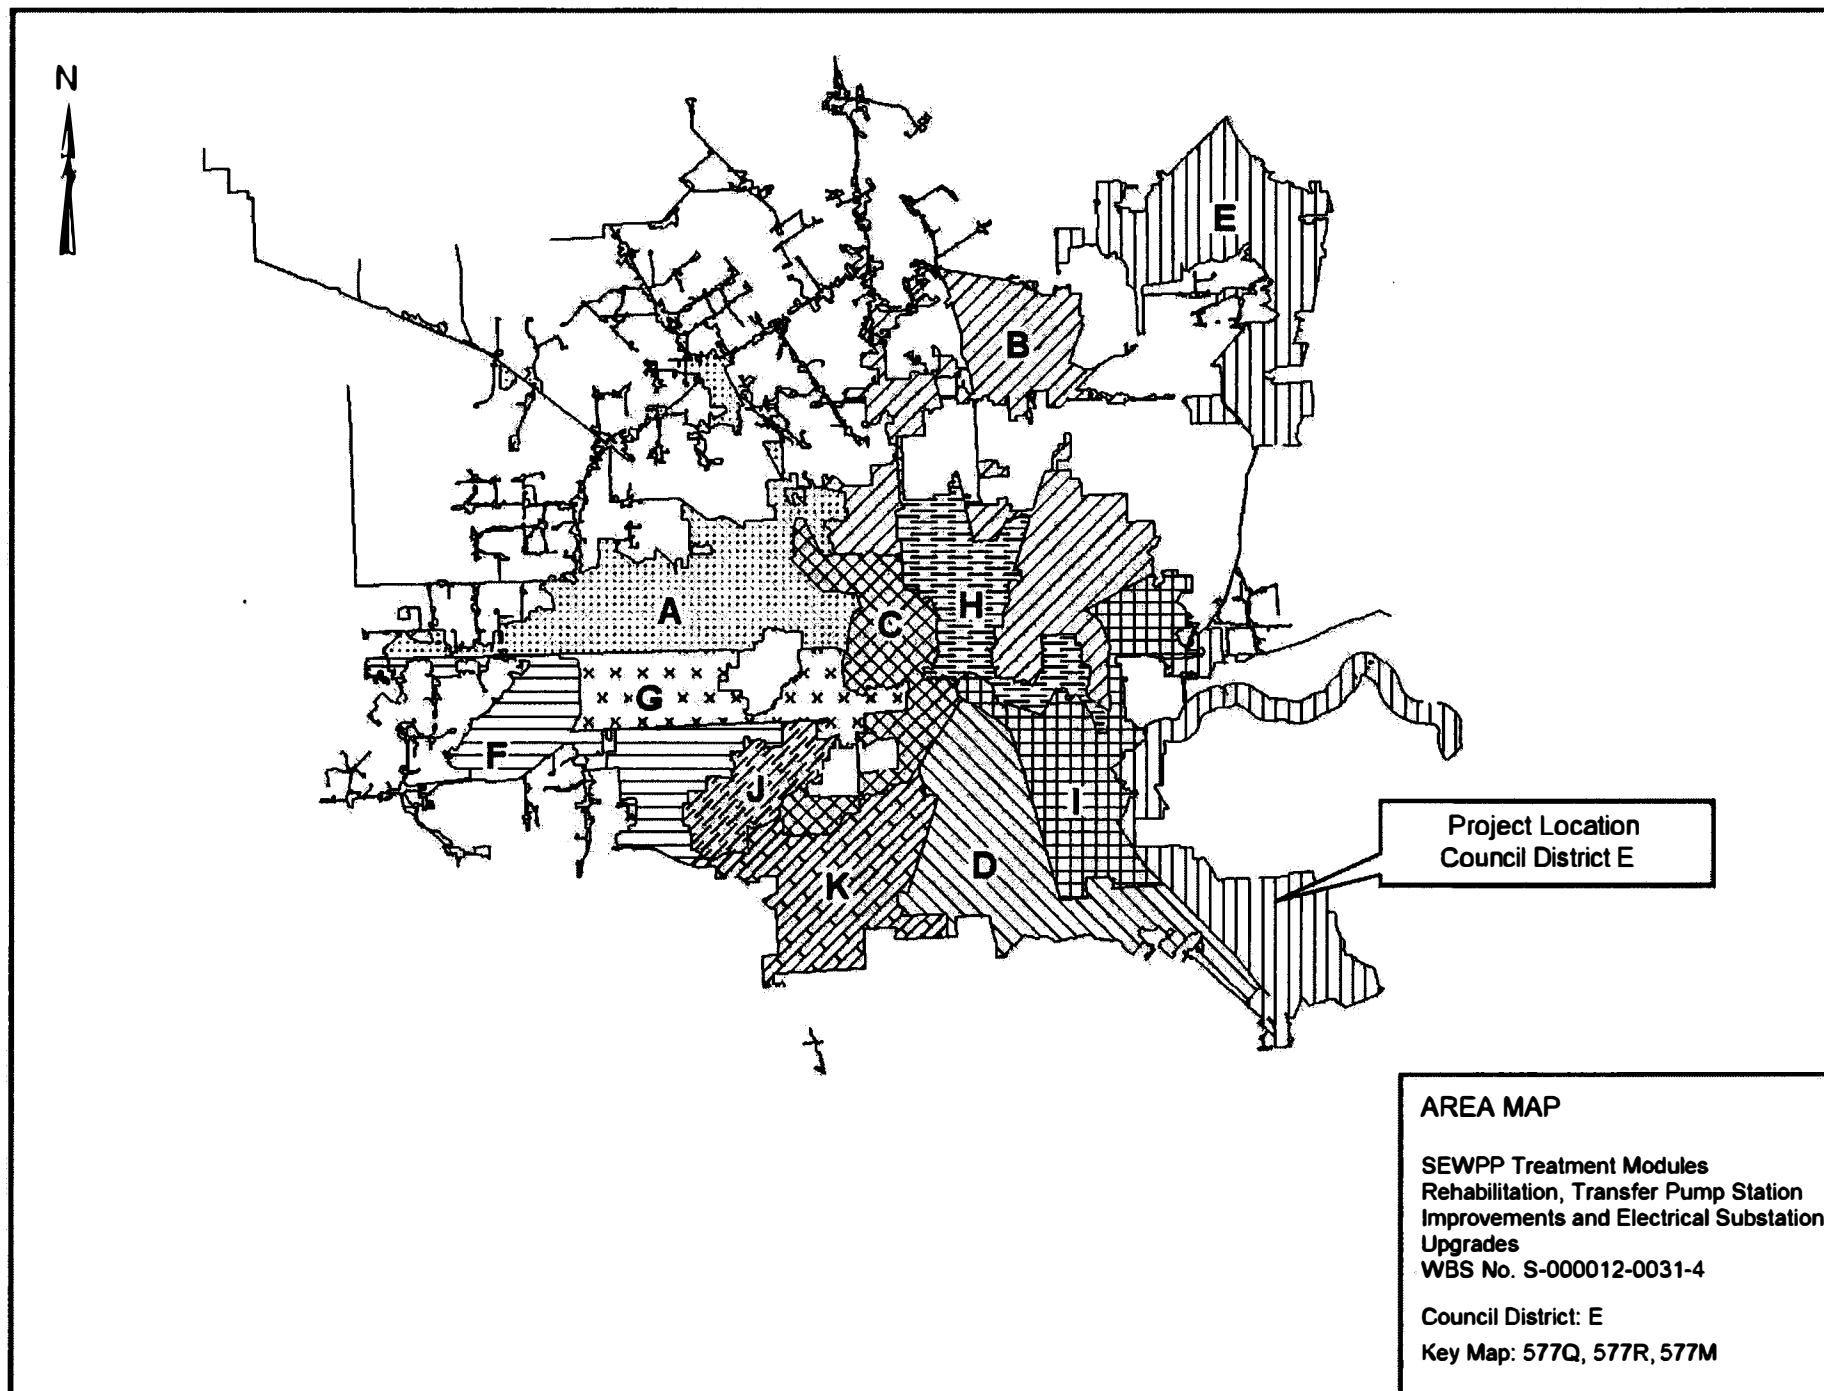 N
E
B
A
C
H
G
F
J
I
Project Location
Council District E
D
K
AREA MAP
SEWPP Treatment Modules
Rehabilitation, Transfer Pump Station
Improvements and Electrical Substation
Upgrades
WBS No. S-000012-0031-4
Council District: E
Key Map: 577Q, 577R, 577M